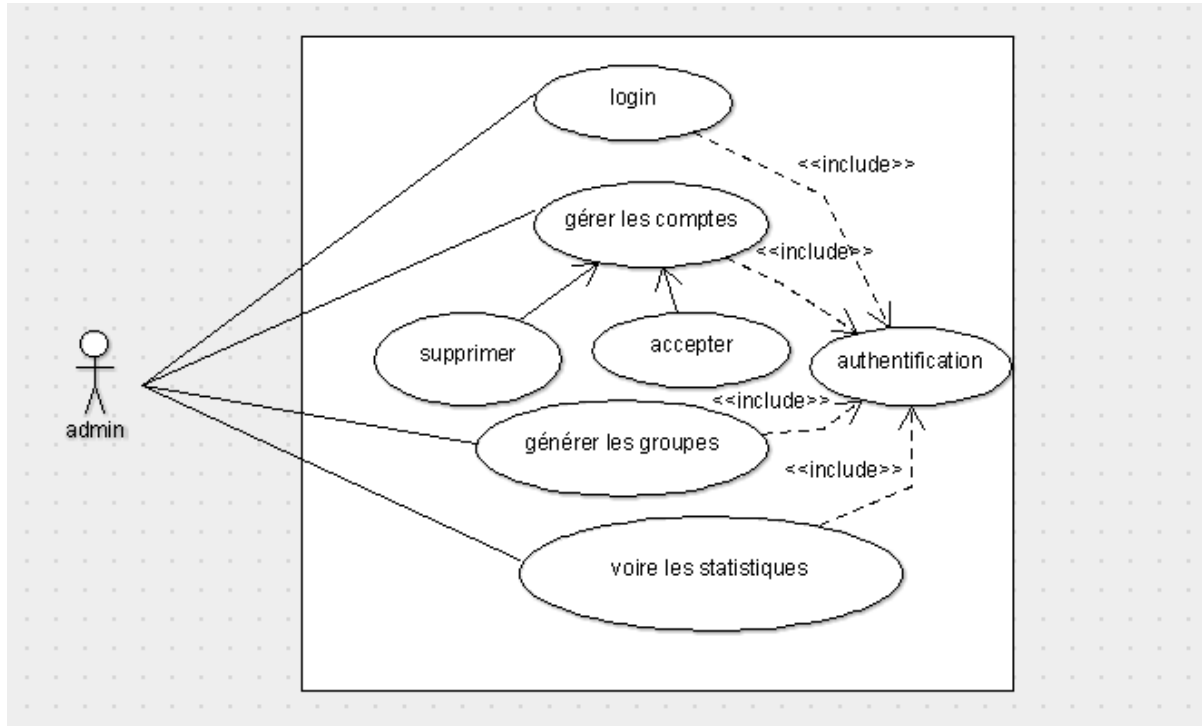 login
<<include>>
gérer les comptes
<<include>>
supprimer
accepter
authentification
admin
<<include>>
générer les groupes
<<include>>
voire les statistiques